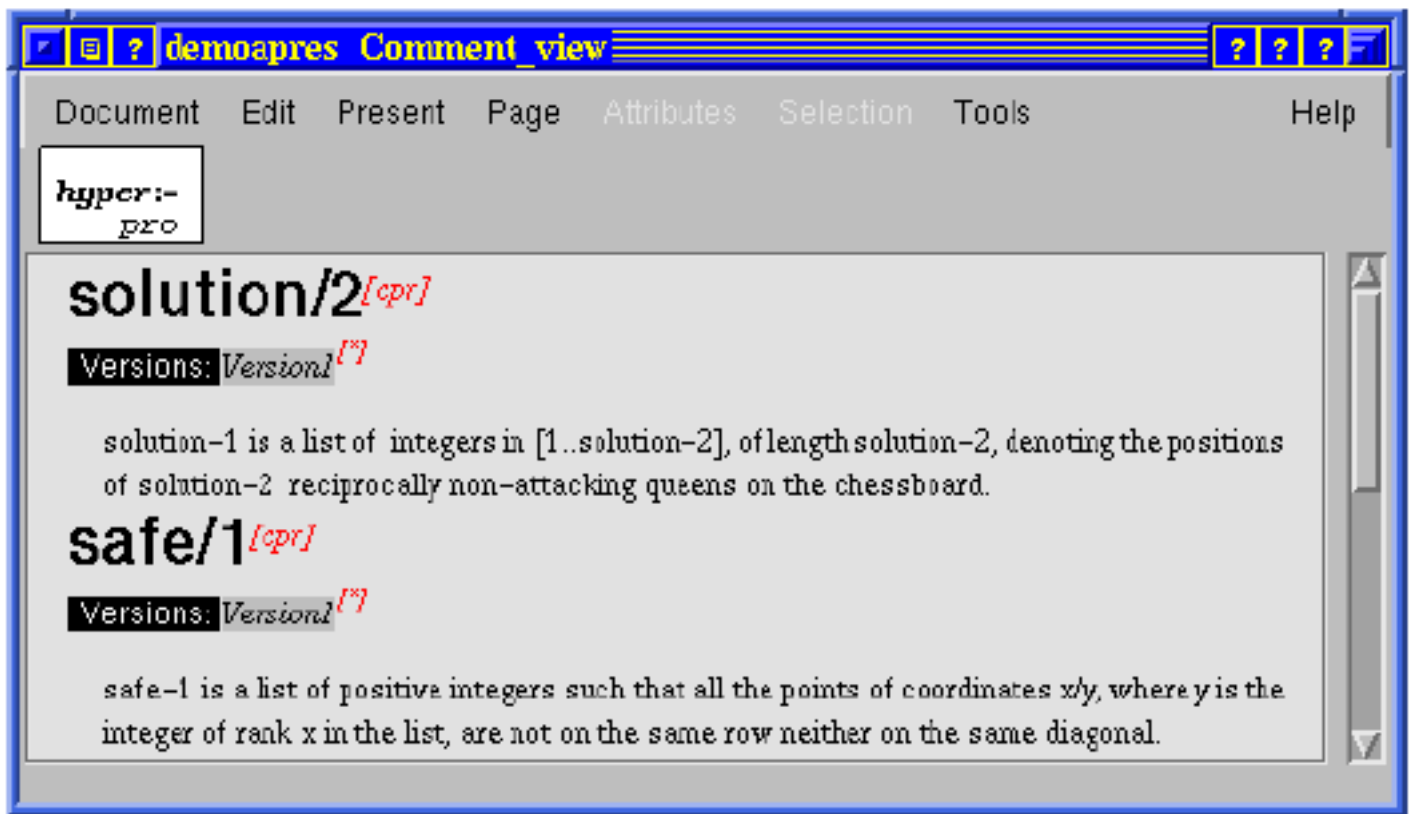 ? demoapres Comment_view ? ? ?
Document Edit Present Page Attributes Selection Tools Help
hyper:-
pro
solution/2[cpr]
Versions: Version1[*]
solution-1 is a list of integers in [1..solution-2], of length solution-2, denoting the positions
of solution-2 reciprocally non-attacking queens on the chessboard.
safe/1[cpr]
Versions: Version1[*]
safe-1 is a list of positive integers such that all the points of coordinates x/y, where y is the
integer of rank x in the list, are not on the same row neither on the same diagonal.